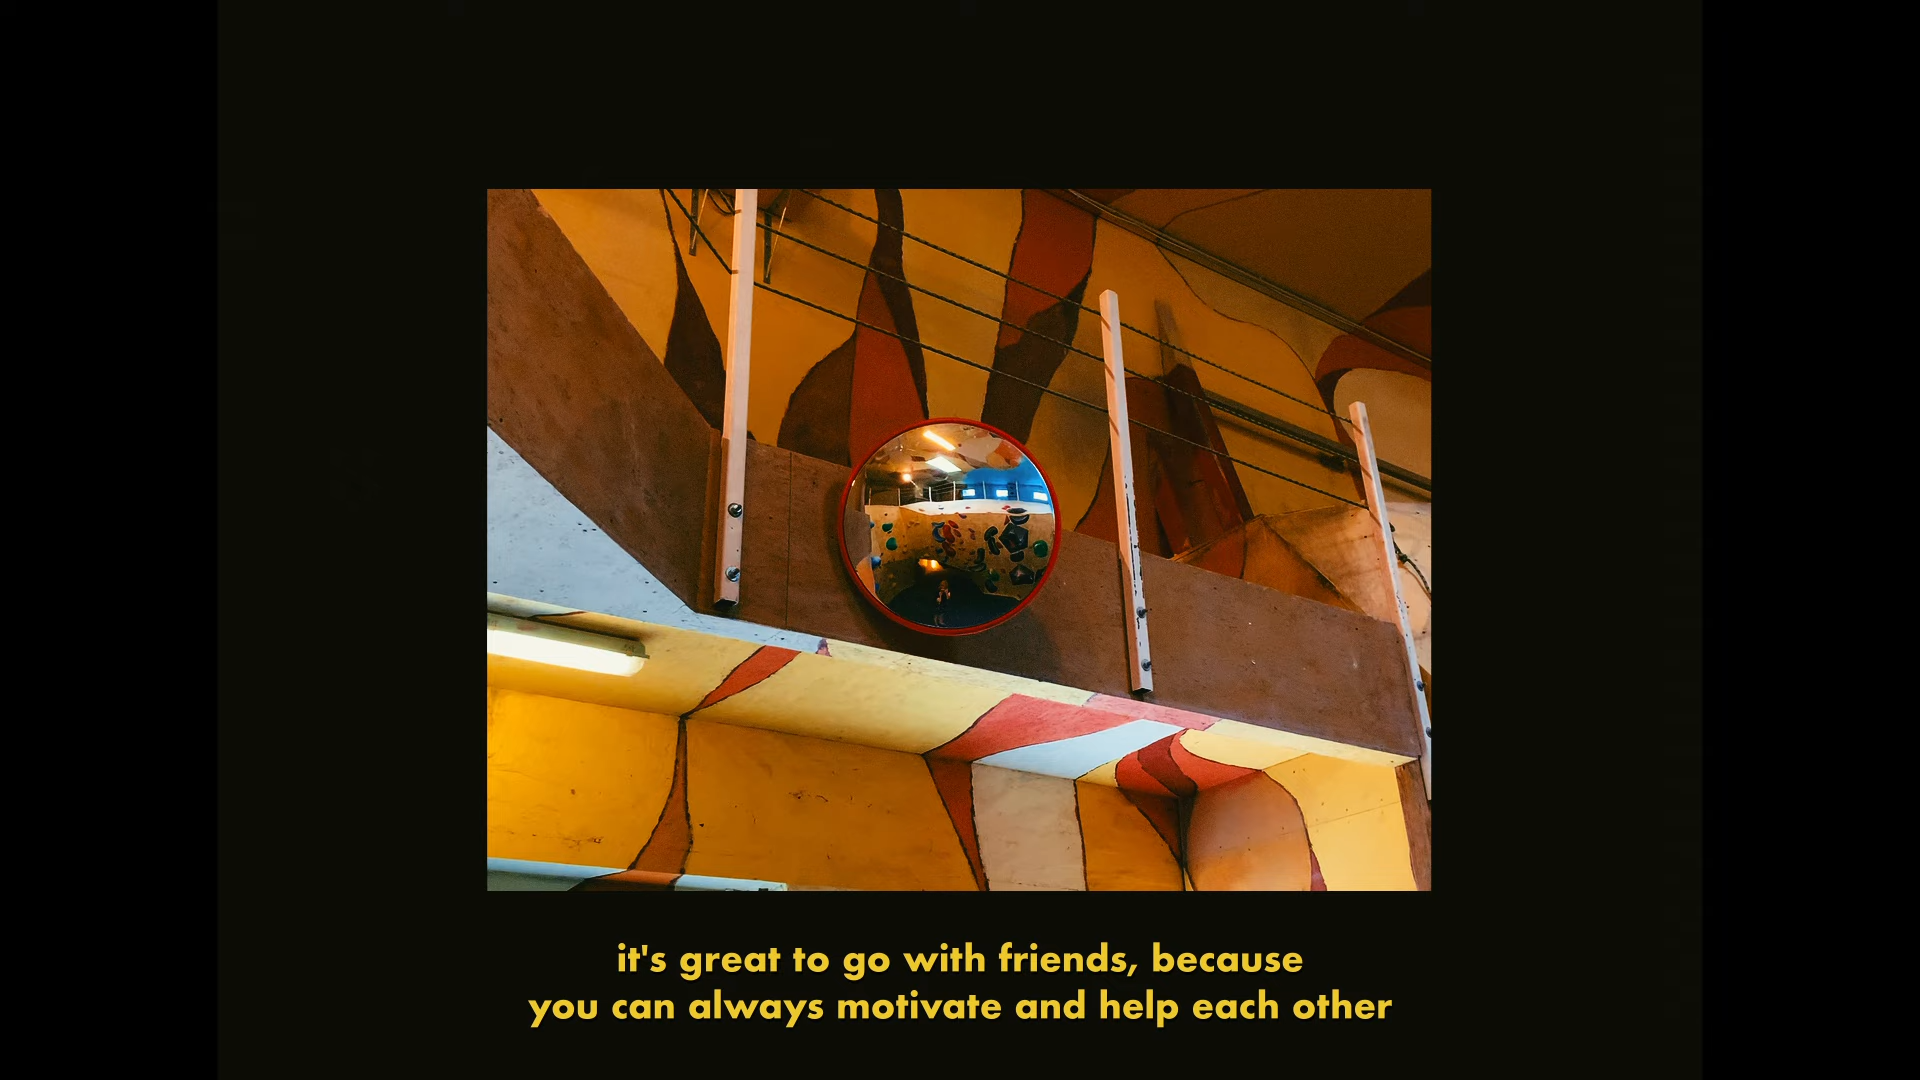 it's great to go with friends, because
you can always motivate and help each other